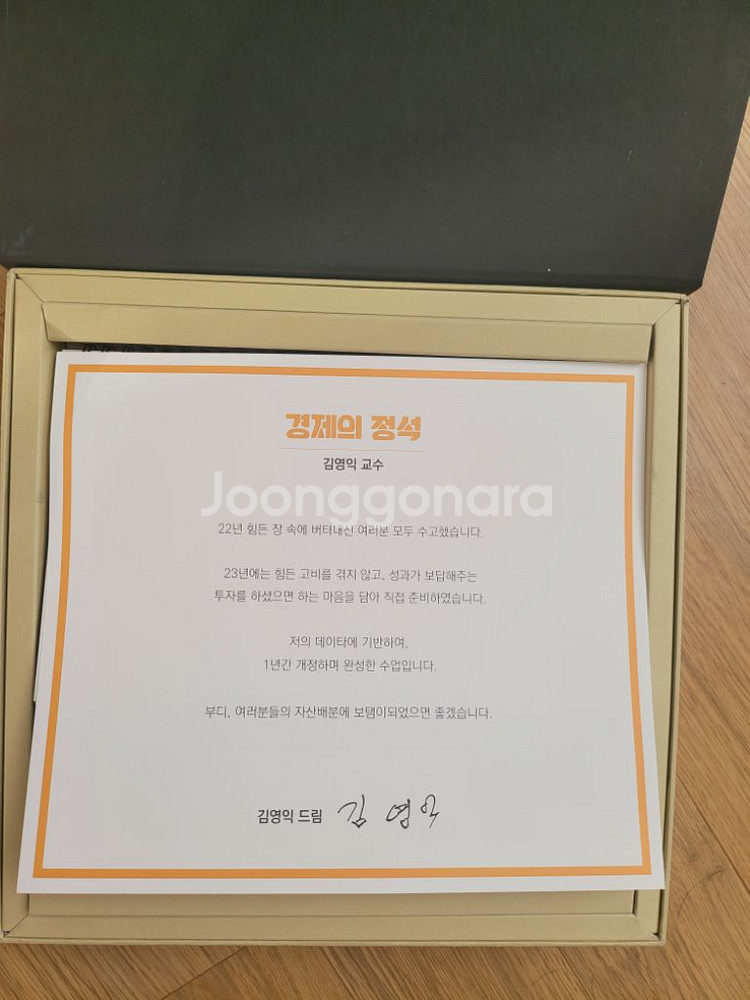 경제의 정석
김영익 교수
Joonggonara
22년 힘든 장 속에 버텨내신 여러분 모두 수고했습니다.
23년에는 힘든 고비를 겪지 않고, 성과가 보답해주는
투자를 하셨으면 하는 마음을 담아 직접 준비하였습니다.
저의 데이타에 기반하여,
1년간 개정하며 완성한 수업입니다.
부디, 여러분들의 자산배분에 보탬이되었으면 좋겠습니다.
김영익 드림 김영익